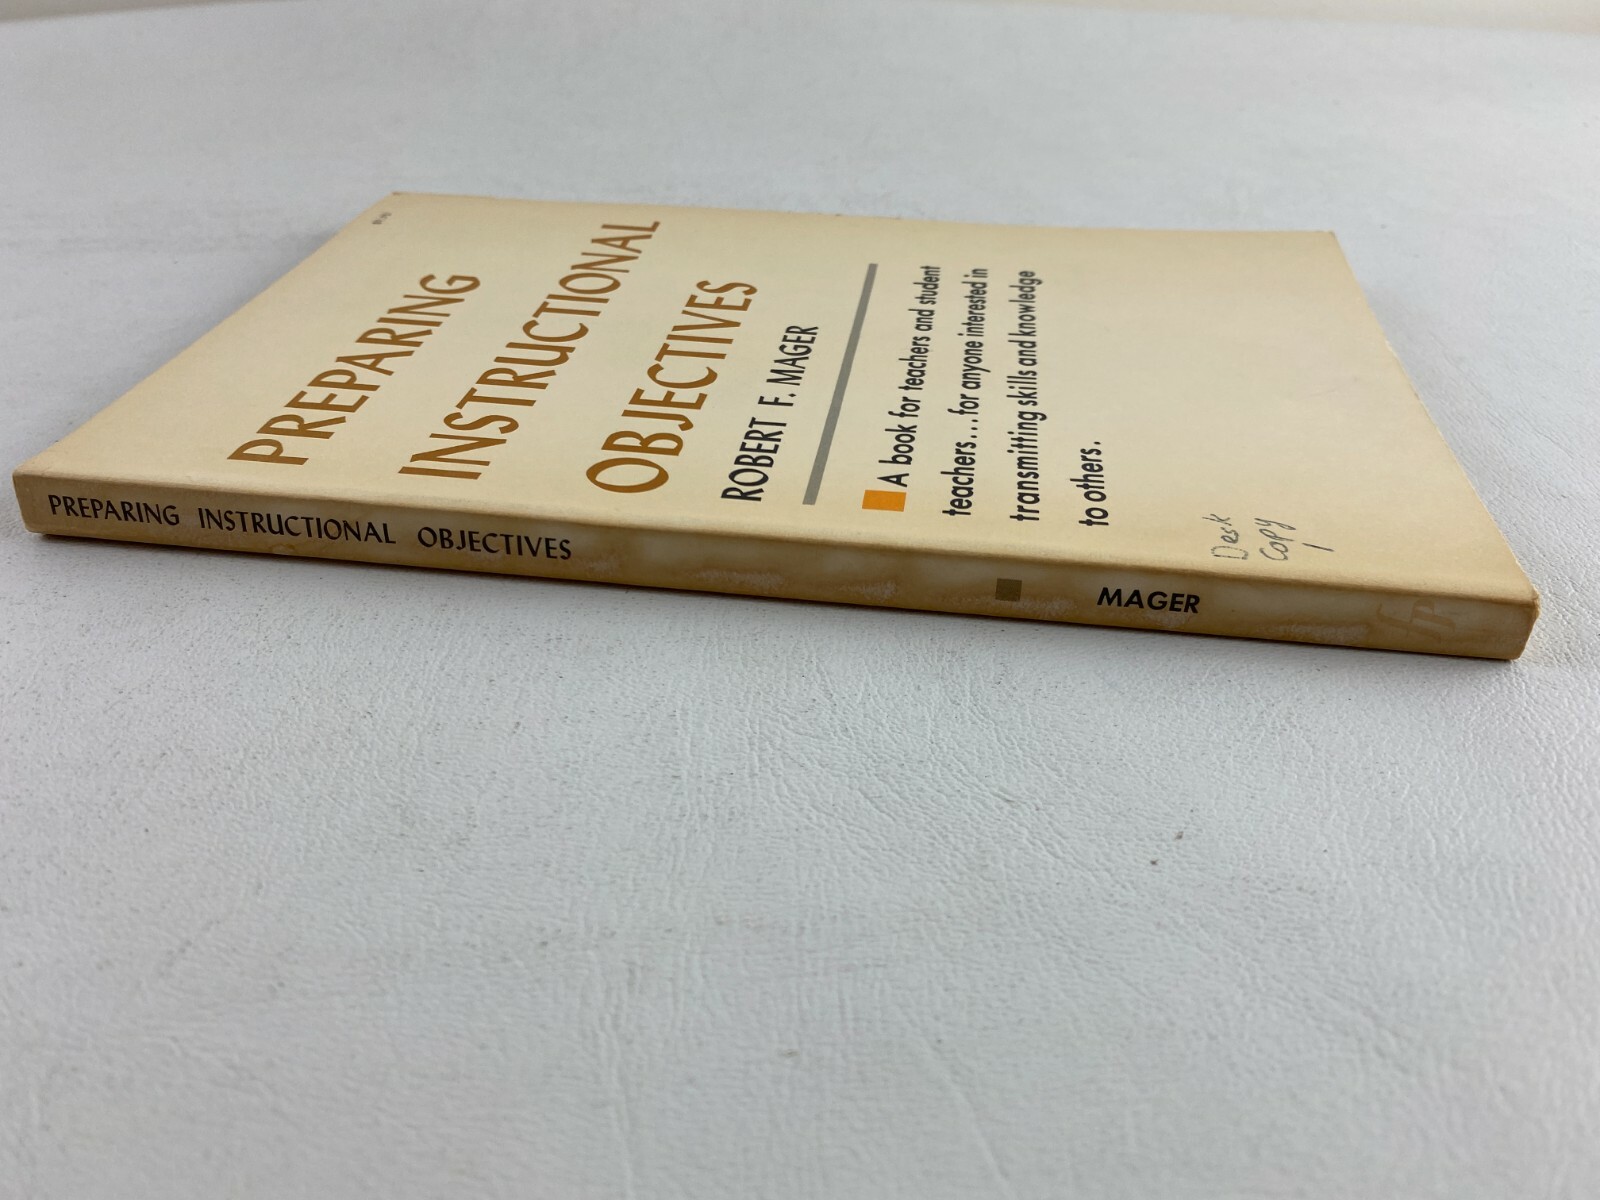 PREPARING
INSTRUCTIONAL
OBJECTIVES
ROBERT F. MAGER
A book for teachers and student
teachers...for anyone interested in
transmitting skills and knowledge
to others.
Desk
Copy
1
PREPARING INSTRUCTIONAL OBJECTIVES
MAGER